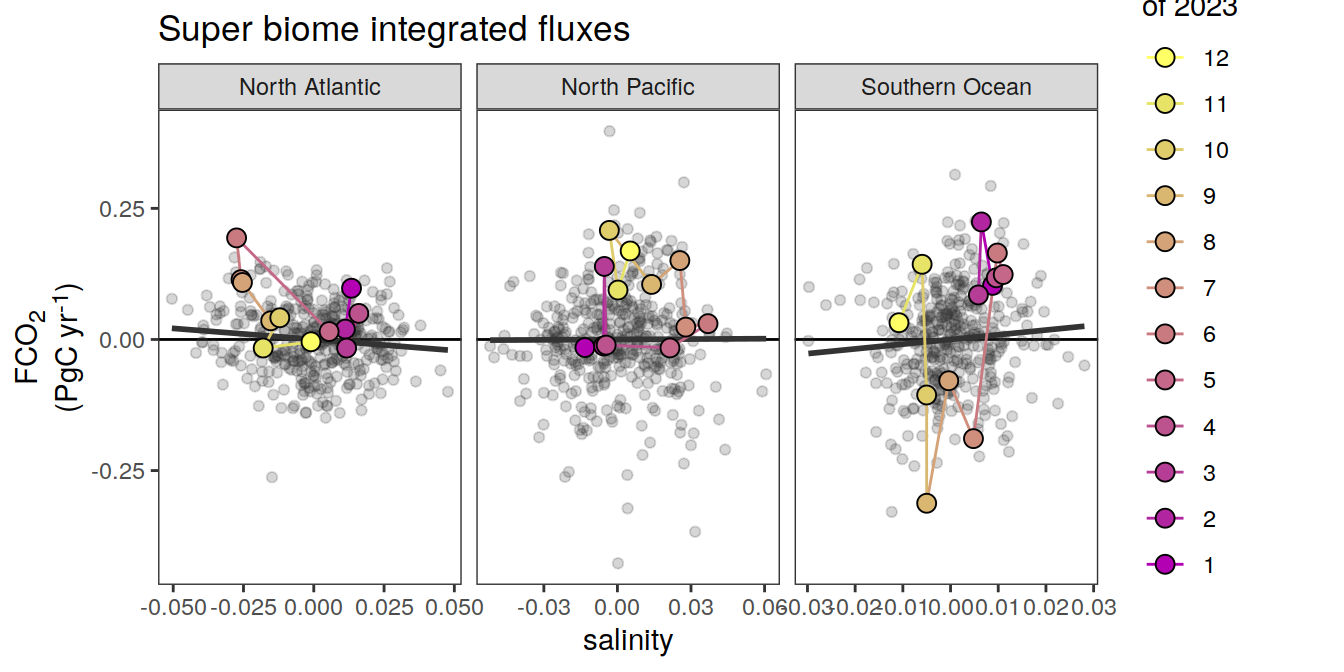 of 2023
Super biome integrated fluxes
North Atlantic
North Pacific
Southern Ocean
12
11
10
9
8
7
6
5
4
3
2
1
0.25
0.00
-0.25
FCO2
(PgC yr-1)
-0.050 -0.025 0.000 0.025 0.050
-0.03 0.00 0.03 0.06
-0.03 -0.02 -0.01 0.00 0.01 0.02 0.03
salinity